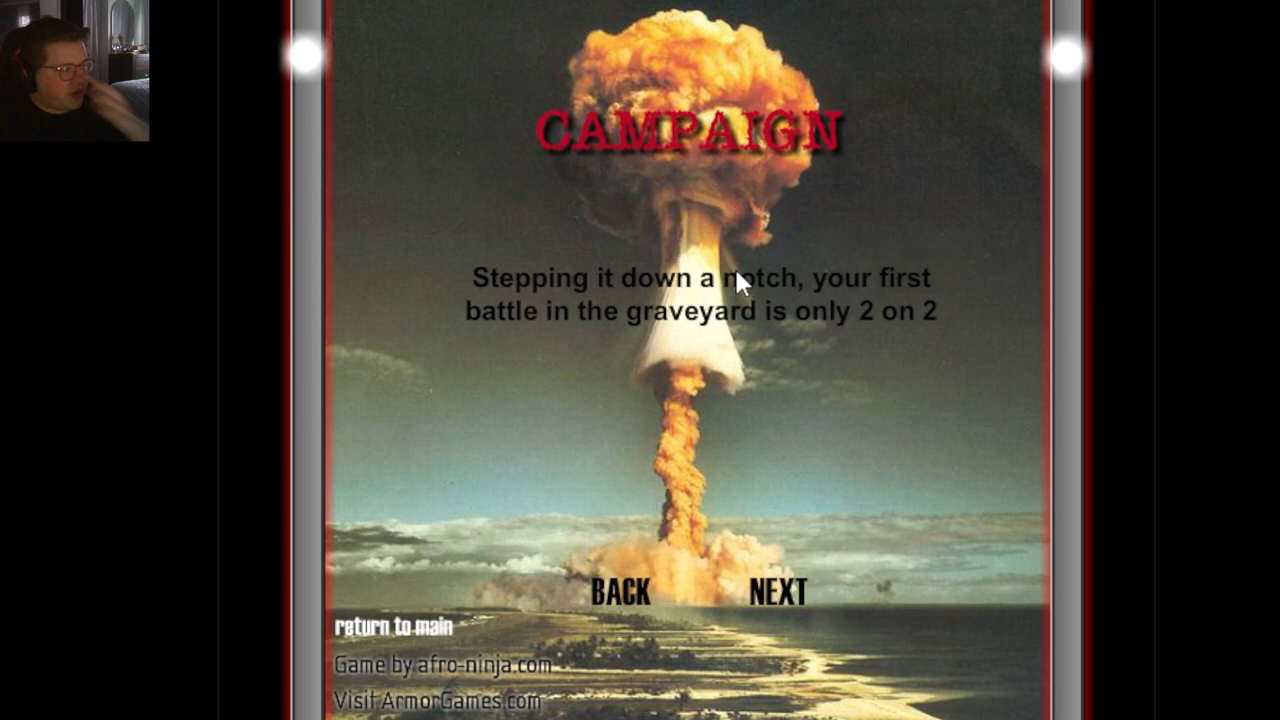 CAMPAIGN
Stepping it down a notch, your first
battle in the graveyard is only 2 on 2
BACK NEXT
return to main
Game by afro-ninja.com
Visit ArmorGames.com